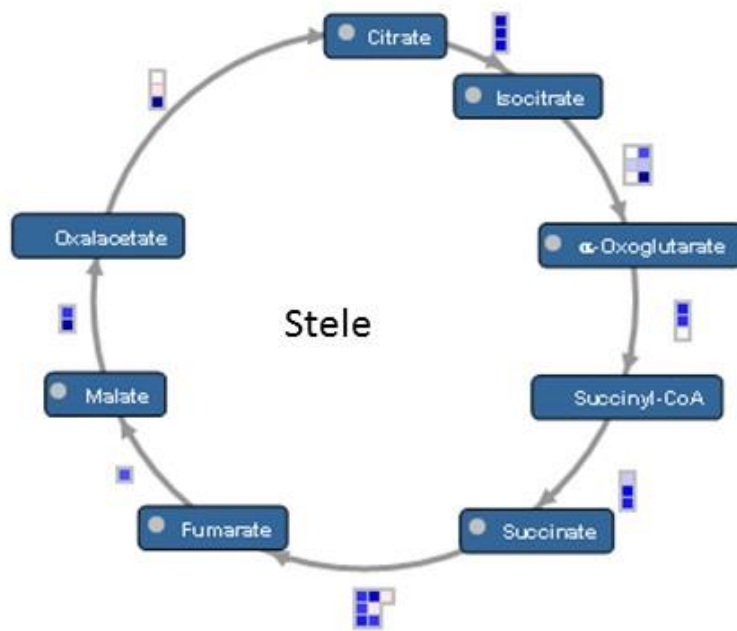 Citrate
Isocitrate
α-Oxoglutarate
Succinyl-CoA
Succinate
Fumarate
Malate
Oxalacetate
Stele